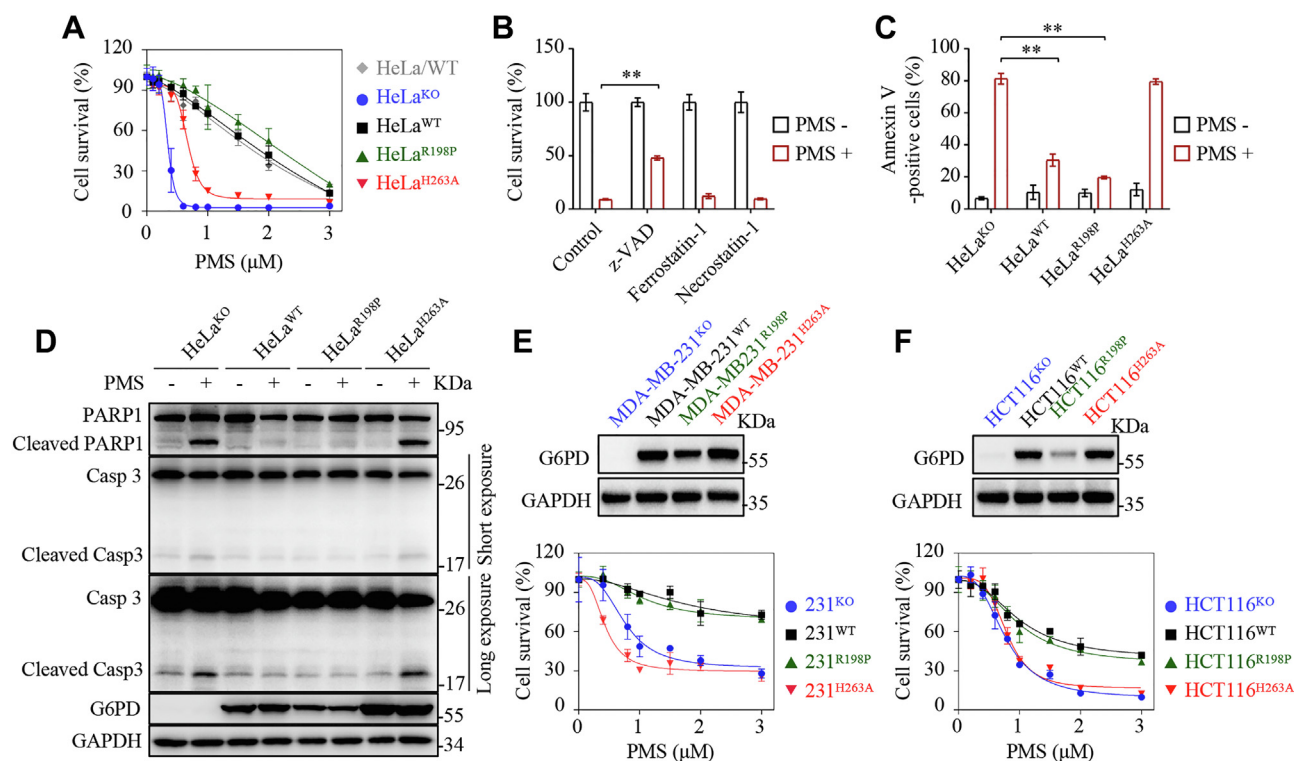 A
Cell survival (%)
120
90
60
30
0
0
1
2
3
PMS (μM)
HeLa/WT
HeLaKO
HeLaWT
HeLaR198P
HeLaH263A
B
Cell survival (%)
150
100
50
0
**
Control
z-VAD
Ferrostatin-1
Necrostatin-1
PMS -
PMS +
C
Annexin V
-positive cells (%)
100
80
60
40
20
0
**
**
HeLaKO
HeLaWT
HeLaR198P
HeLaH263A
PMS -
PMS +
D
HeLaKO
HeLaWT
HeLaR198P
HeLaH263A
PMS - + - + - + - + KDa
PARP1
-95
Cleaved PARP1
Casp 3
-26
Cleaved Casp3
-17
Short exposure
Casp 3
-26
Cleaved Casp3
-17
Long exposure
G6PD
-55
GAPDH
-34
E
MDA-MB-231KO
MDA-MB-231WT
MDA-MB231R198P
MDA-MB-231H263A
KDa
G6PD
-55
GAPDH
-35
Cell survival (%)
120
90
60
30
0
0
1
2
3
PMS (μM)
231KO
231WT
231R198P
231H263A
F
HCT116KO
HCT116WT
HCT116R198P
HCT116H263A
KDa
G6PD
-55
GAPDH
-35
Cell survival (%)
120
90
60
30
0
0
1
2
3
PMS (μM)
HCT116KO
HCT116WT
HCT116R198P
HCT116H263A